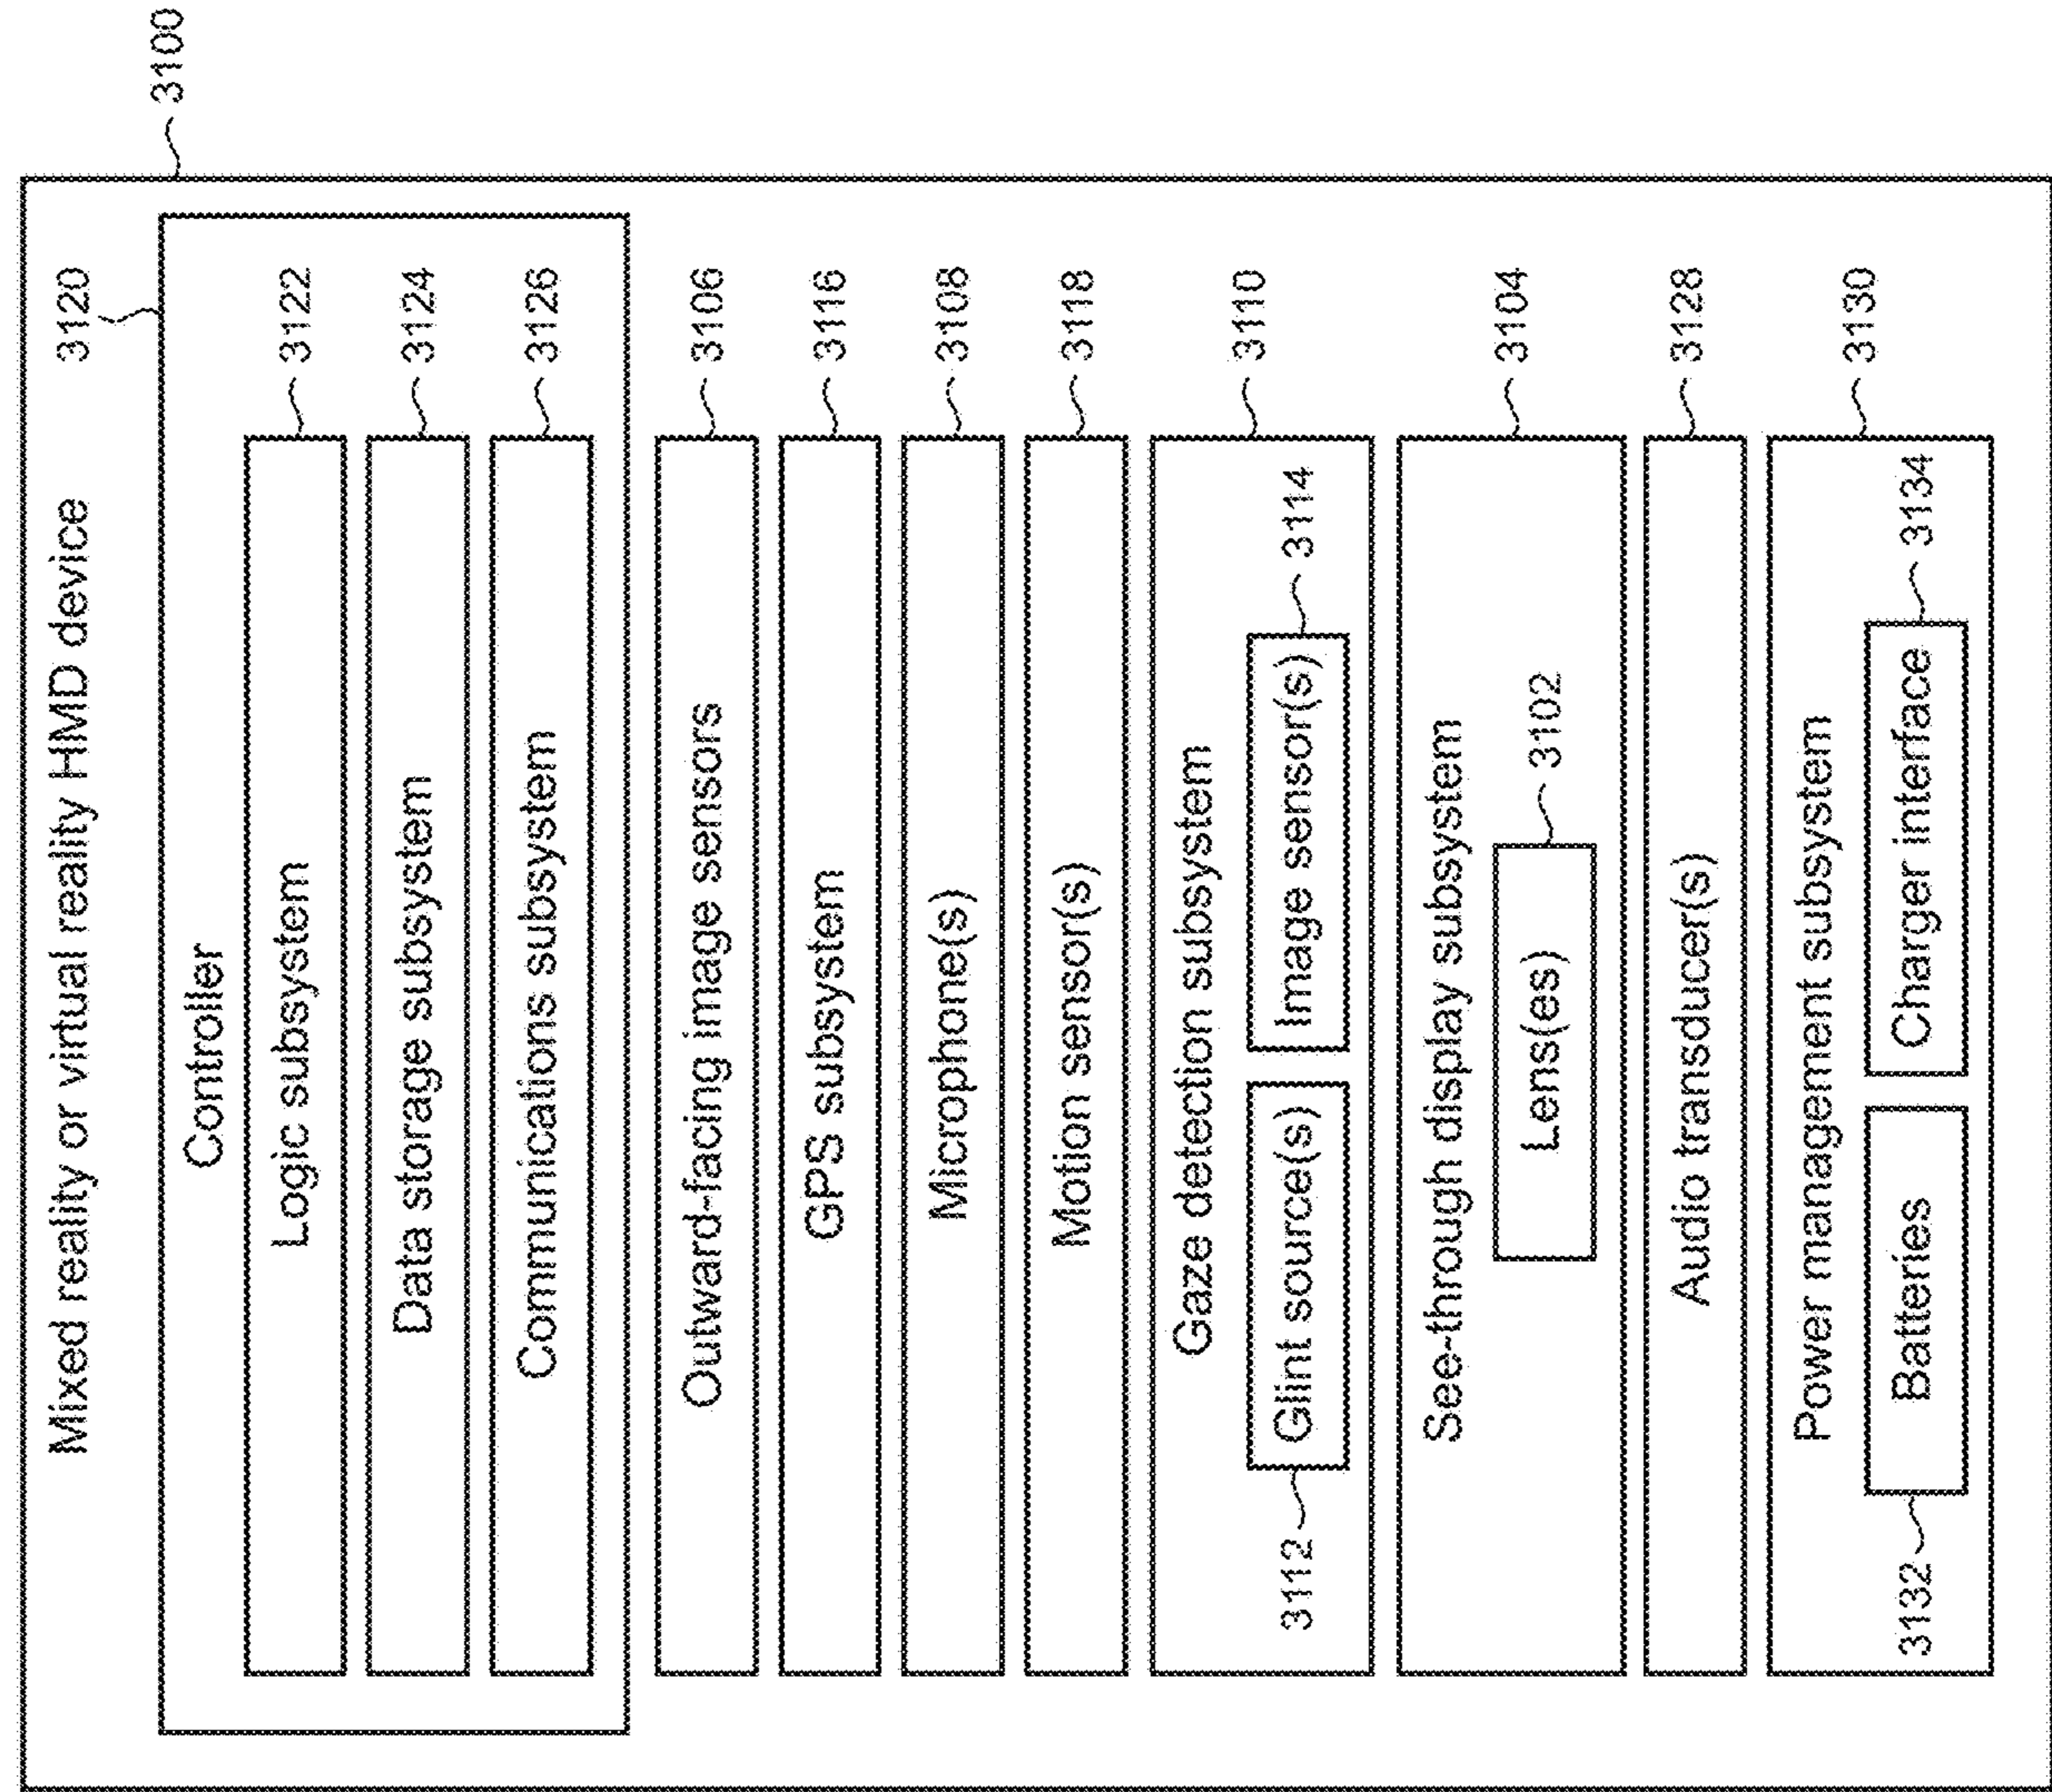 3100
Mixed reality or virtual reality HMD device 3120
Controller
Logic subsystem 3122
Data storage subsystem 3124
Communications subsystem 3126
Outward-facing image sensors 3106
GPS subsystem 3116
Microphone(s) 3108
Motion sensor(s) 3118
Gaze detection subsystem 3110
3112 Glint source(s) Image sensor(s) 3114
See-through display subsystem 3104
Lens(es) 3102
Audio transducer(s) 3128
Power management subsystem 3130
3132 Batteries Charger interface 3134